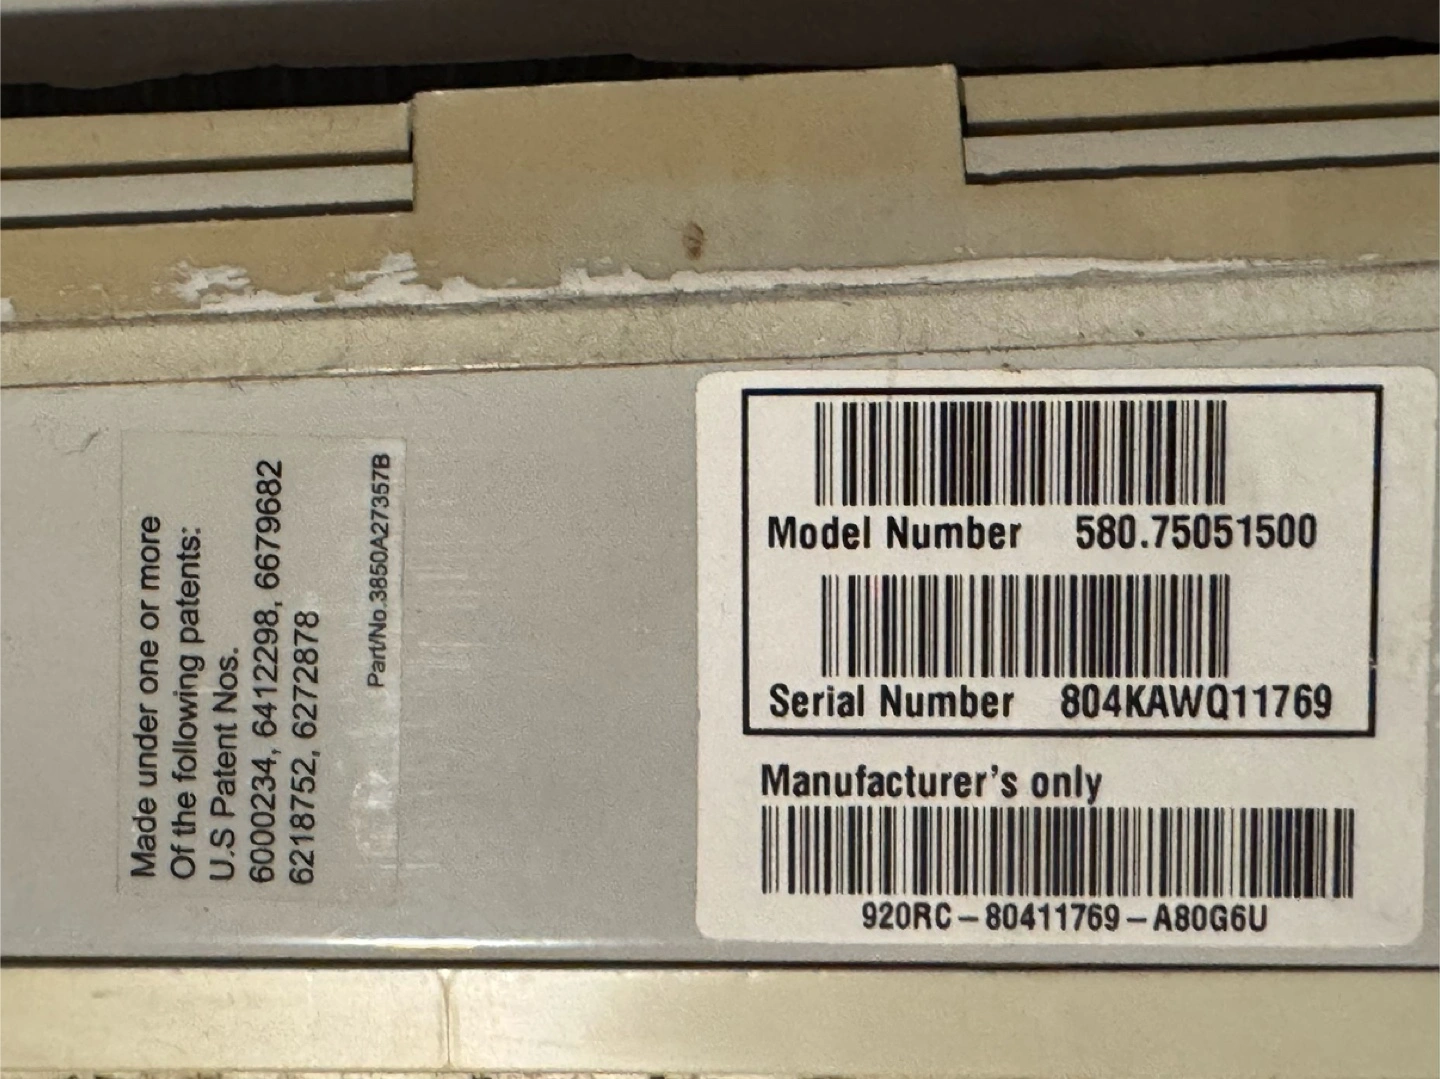 Made under one or more
Of the following patents:
U.S Patent Nos.
6000234, 6412298, 6679682
6218752, 6272878
Part/No.3850A27357B
Model Number 580.75051500
Serial Number 804KAWQ11769
Manufacturer's only
920RC-80411769-A80G6U